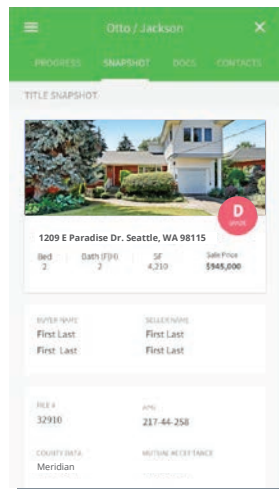 Otto / Jackson
PROGRESS SNAPSHOT DOCS CONTACTS
TITLE SNAPSHOT
D
GRADE
1209 E Paradise Dr. Seattle, WA 98115
Bed Bath (F|H) SF Sale Price
2 2 4,210 $945,000
BUYER NAME SELLER NAME
First Last First Last
First Last First Last
FILE # APN
32910 217-44-258
COUNTY DATA MUTUAL ACCEPTANCE
Meridian